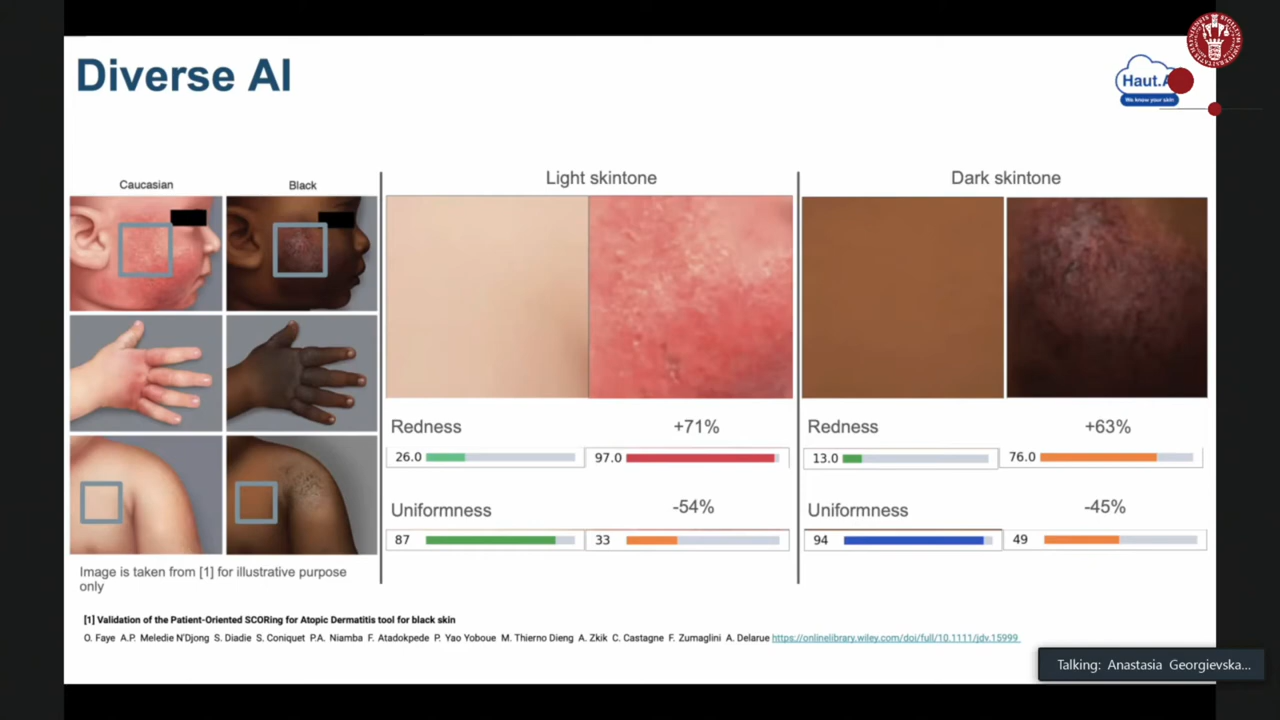 Diverse AI
Haut.A
We know your skin
Caucasian
Black
Light skintone
Dark skintone
Redness
+71%
26.0
97.0
Uniformness
-54%
87
33
Redness
+63%
13.0
76.0
Uniformness
-45%
94
49
Image is taken from [1] for illustrative purpose
only
[1] Validation of the Patient-Oriented SCORing for Atopic Dermatitis tool for black skin
O. Faye A.P. Meledie N'Djong S. Diadie S. Coniquet P.A. Niamba F. Atadokpede P. Yao Yoboue M. Thierno Dieng A. Zkik C. Castagne F. Zumaglini A. Delarue https://onlinelibrary.wiley.com/doi/full/10.1111/jdv.15999
Talking: Anastasia Georgievska...